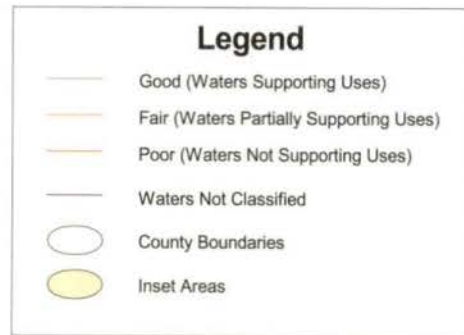 Legend
Good (Waters Supporting Uses)
Fair (Waters Partially Supporting Uses)
Poor (Waters Not Supporting Uses)
Waters Not Classified
County Boundaries
Inset Areas